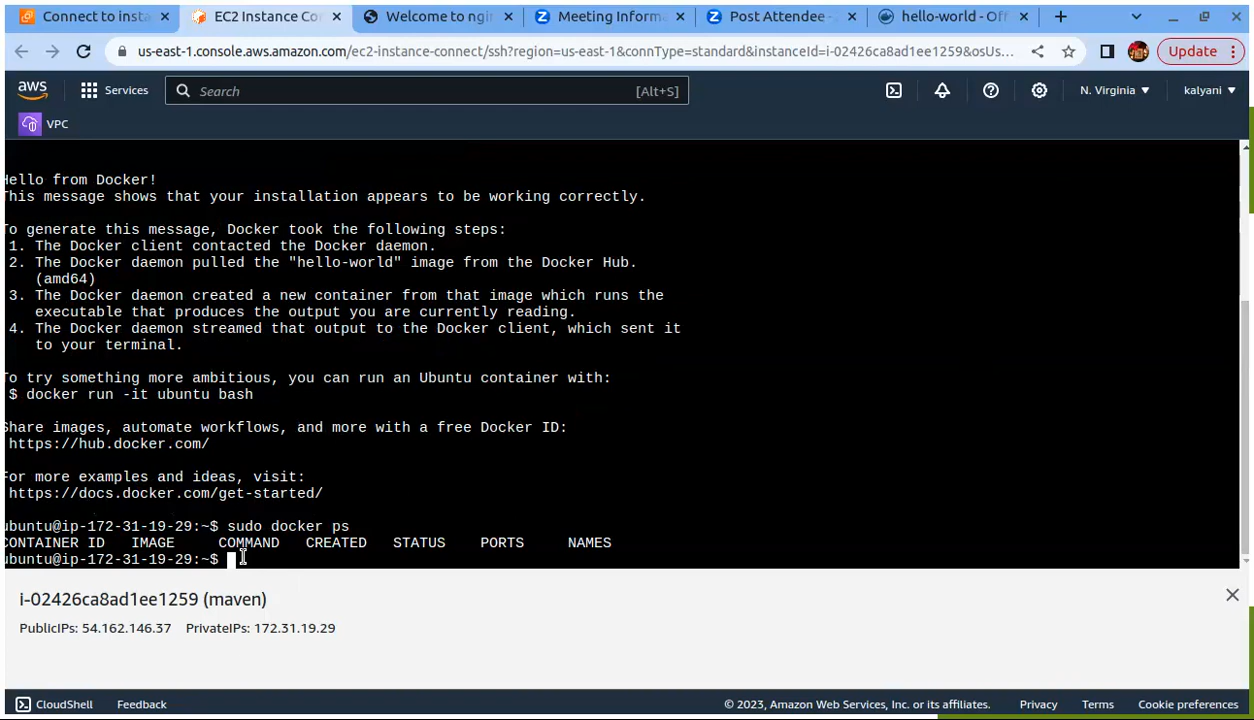 Connect to insta
EC2 Instance Co
Welcome to ngi
Meeting Informa
Post Attendee -
hello-world - Off
us-east-1.console.aws.amazon.com/ec2-instance-connect/ssh?region=us-east-1&connType=standard&instanceId=i-02426ca8ad1ee1259&osUs...
Update
aws
Services
Search
[Alt+S]
N. Virginia
kalyani
VPC
Hello from Docker!
This message shows that your installation appears to be working correctly.
To generate this message, Docker took the following steps:
1. The Docker client contacted the Docker daemon.
2. The Docker daemon pulled the "hello-world" image from the Docker Hub.
(amd64)
3. The Docker daemon created a new container from that image which runs the
executable that produces the output you are currently reading.
4. The Docker daemon streamed that output to the Docker client, which sent it
to your terminal.
To try something more ambitious, you can run an Ubuntu container with:
$ docker run -it ubuntu bash
Share images, automate workflows, and more with a free Docker ID:
https://hub.docker.com/
For more examples and ideas, visit:
https://docs.docker.com/get-started/
ubuntu@ip-172-31-19-29:~$ sudo docker ps
CONTAINER ID IMAGE COMMAND CREATED STATUS PORTS NAMES
ubuntu@ip-172-31-19-29:~$
i-02426ca8ad1ee1259 (maven)
PublicIPs: 54.162.146.37 PrivateIPs: 172.31.19.29
CloudShell Feedback © 2023, Amazon Web Services, Inc. or its affiliates. Privacy Terms Cookie preferences